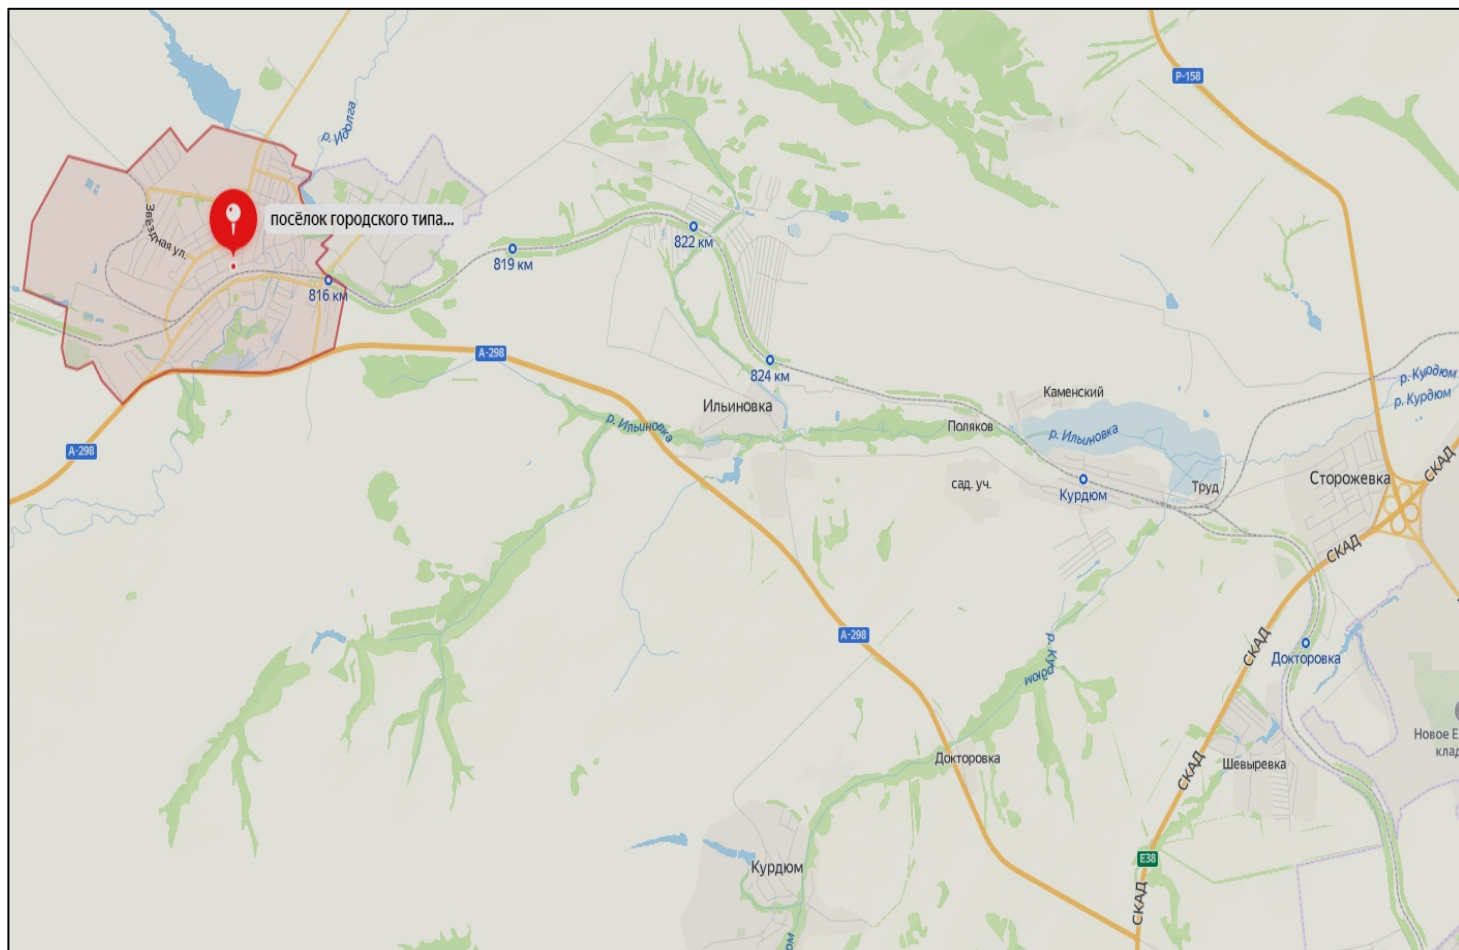 Р-158
р. Идолга
Звёздная ул.
посёлок городского типа...
822 км
819 км
816 км
А-298
824 км
Каменский
р. Курдюм
р. Курдюм
Ильиновка
р. Ильиновка
Поляков
р. Ильиновка
А-298
СКАД
сад. уч.
Курдюм
Труд
Сторожевка
СКАД
А-298
р. Курдюм
СКАД
Докторовка
Новое Е
клад
Докторовка
Шевыревка
СКАД
Е38
Курдюм
СКАД
юм